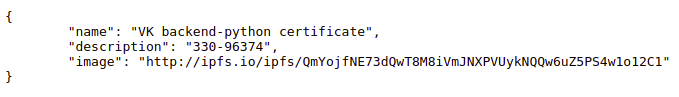 {
"name": "VK backend-python certificate",
"description": "330-96374",
"image": "http://ipfs.io/ipfs/QmYojfNE73dQwT8M8iVmJNXPVUykNQQw6uZ5PS4w1o12C1"
}